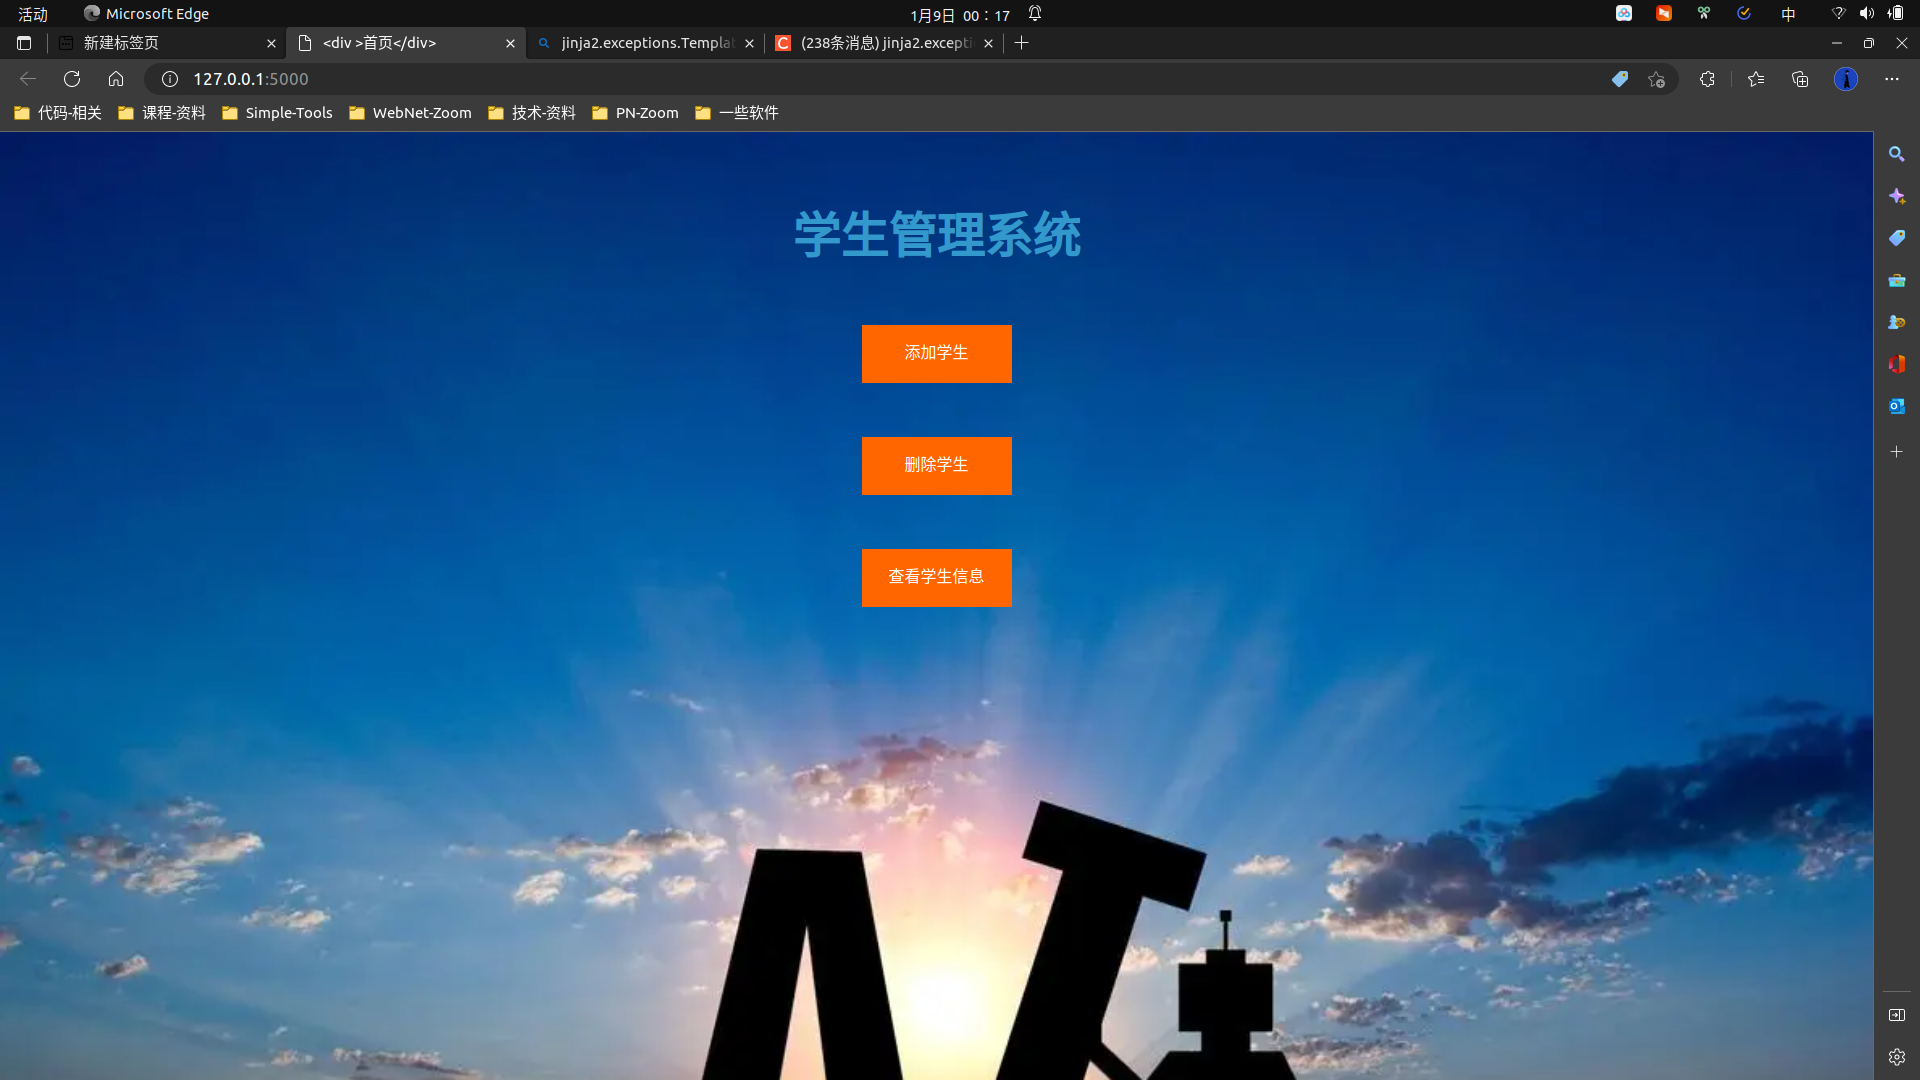 活动 Microsoft Edge 1月9日 00：17 中
新建标签页 <div >首页</div> jinja2.exceptions.Templat (238条消息) jinja2.excepti
127.0.0.1:5000
代码-相关 课程-资料 Simple-Tools WebNet-Zoom 技术-资料 PN-Zoom 一些软件
学生管理系统
添加学生
删除学生
查看学生信息